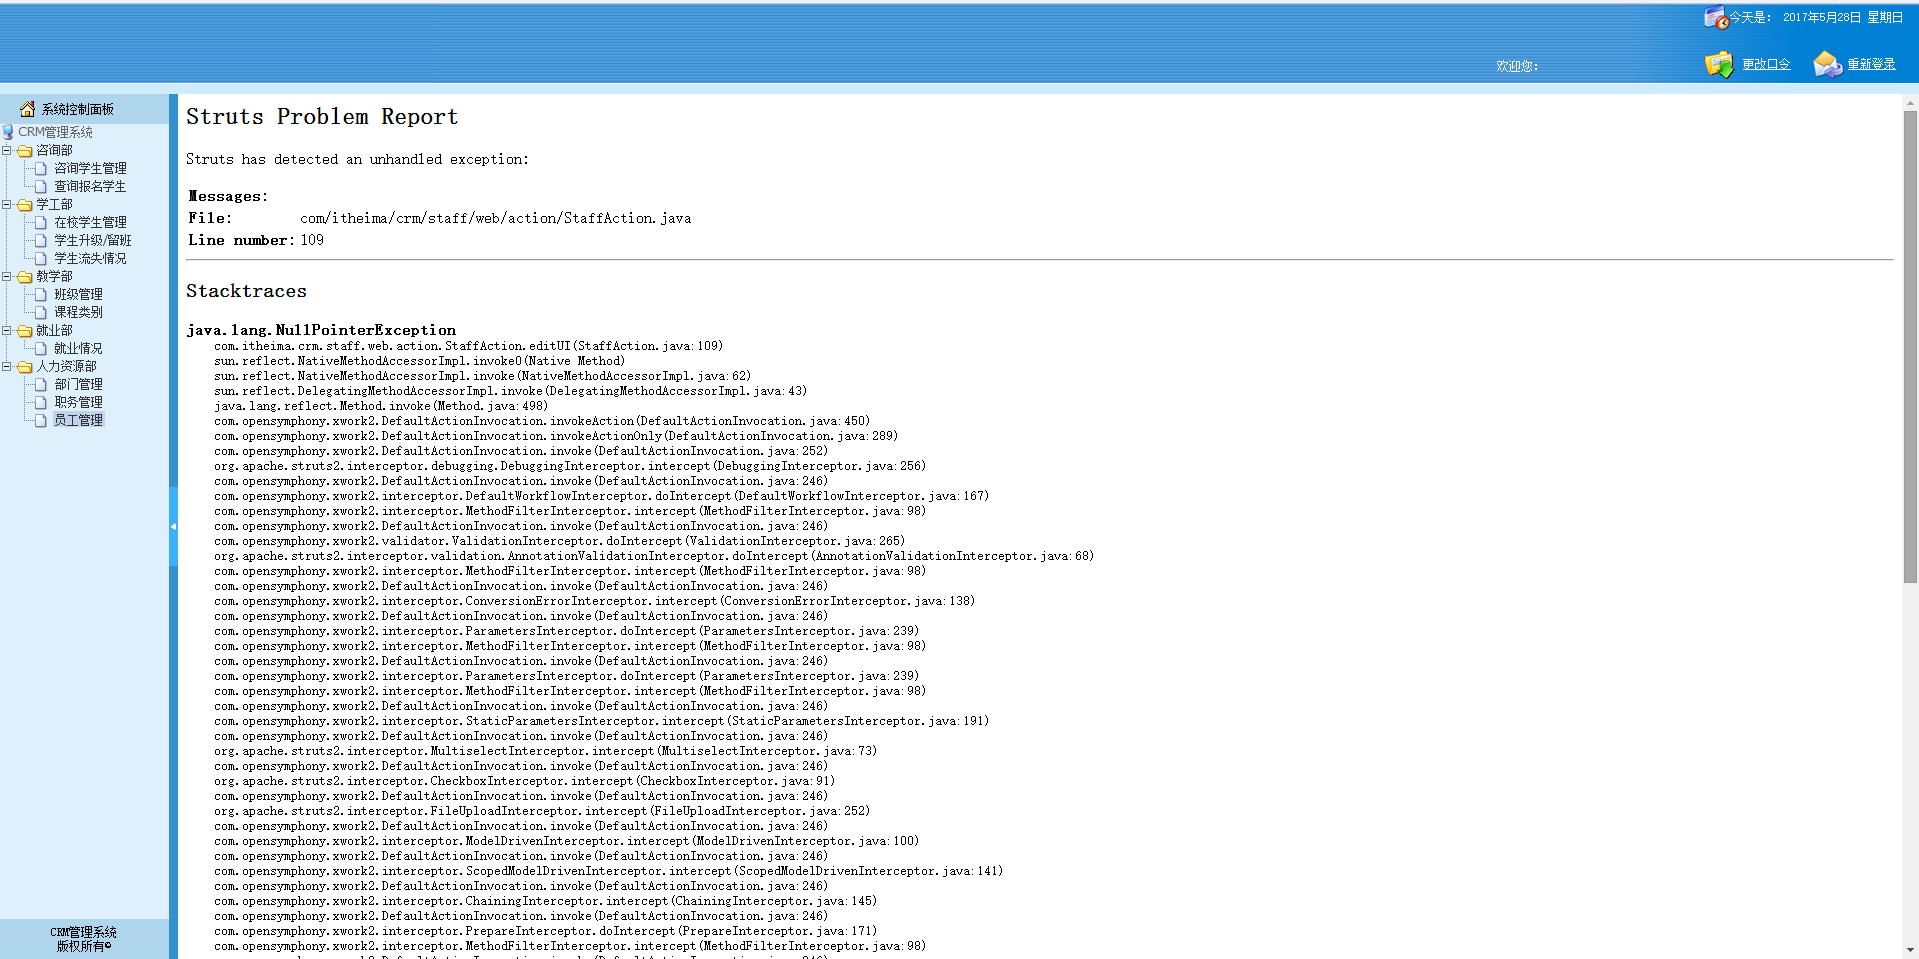 今天是： 2017年5月28日 星期日
欢迎您：
更改口令
重新登录
系统控制面板
CRM管理系统
咨询部
咨询学生管理
查询报名学生
学工部
在校学生管理
学生升级/留班
学生流失情况
教学部
班级管理
课程类别
就业部
就业情况
人力资源部
部门管理
职务管理
员工管理
CRM管理系统
版权所有©
Struts Problem Report
Struts has detected an unhandled exception:
Messages:
File: com/itheima/crm/staff/web/action/StaffAction.java
Line number: 109
Stacktraces
java.lang.NullPointerException
com.itheima.crm.staff.web.action.StaffAction.editUI(StaffAction.java:109)
sun.reflect.NativeMethodAccessorImpl.invoke0(Native Method)
sun.reflect.NativeMethodAccessorImpl.invoke(NativeMethodAccessorImpl.java:62)
sun.reflect.DelegatingMethodAccessorImpl.invoke(DelegatingMethodAccessorImpl.java:43)
java.lang.reflect.Method.invoke(Method.java:498)
com.opensymphony.xwork2.DefaultActionInvocation.invokeAction(DefaultActionInvocation.java:450)
com.opensymphony.xwork2.DefaultActionInvocation.invokeActionOnly(DefaultActionInvocation.java:289)
com.opensymphony.xwork2.DefaultActionInvocation.invoke(DefaultActionInvocation.java:252)
org.apache.struts2.interceptor.debugging.DebuggingInterceptor.intercept(DebuggingInterceptor.java:256)
com.opensymphony.xwork2.DefaultActionInvocation.invoke(DefaultActionInvocation.java:246)
com.opensymphony.xwork2.interceptor.DefaultWorkflowInterceptor.doIntercept(DefaultWorkflowInterceptor.java:167)
com.opensymphony.xwork2.interceptor.MethodFilterInterceptor.intercept(MethodFilterInterceptor.java:98)
com.opensymphony.xwork2.DefaultActionInvocation.invoke(DefaultActionInvocation.java:246)
com.opensymphony.xwork2.validator.ValidationInterceptor.doIntercept(ValidationInterceptor.java:265)
org.apache.struts2.interceptor.validation.AnnotationValidationInterceptor.doIntercept(AnnotationValidationInterceptor.java:68)
com.opensymphony.xwork2.interceptor.MethodFilterInterceptor.intercept(MethodFilterInterceptor.java:98)
com.opensymphony.xwork2.DefaultActionInvocation.invoke(DefaultActionInvocation.java:246)
com.opensymphony.xwork2.interceptor.ConversionErrorInterceptor.intercept(ConversionErrorInterceptor.java:138)
com.opensymphony.xwork2.DefaultActionInvocation.invoke(DefaultActionInvocation.java:246)
com.opensymphony.xwork2.interceptor.ParametersInterceptor.doIntercept(ParametersInterceptor.java:239)
com.opensymphony.xwork2.interceptor.MethodFilterInterceptor.intercept(MethodFilterInterceptor.java:98)
com.opensymphony.xwork2.DefaultActionInvocation.invoke(DefaultActionInvocation.java:246)
com.opensymphony.xwork2.interceptor.ParametersInterceptor.doIntercept(ParametersInterceptor.java:239)
com.opensymphony.xwork2.interceptor.MethodFilterInterceptor.intercept(MethodFilterInterceptor.java:98)
com.opensymphony.xwork2.DefaultActionInvocation.invoke(DefaultActionInvocation.java:246)
com.opensymphony.xwork2.interceptor.StaticParametersInterceptor.intercept(StaticParametersInterceptor.java:191)
com.opensymphony.xwork2.DefaultActionInvocation.invoke(DefaultActionInvocation.java:246)
org.apache.struts2.interceptor.MultiselectInterceptor.intercept(MultiselectInterceptor.java:73)
com.opensymphony.xwork2.DefaultActionInvocation.invoke(DefaultActionInvocation.java:246)
org.apache.struts2.interceptor.CheckboxInterceptor.intercept(CheckboxInterceptor.java:91)
com.opensymphony.xwork2.DefaultActionInvocation.invoke(DefaultActionInvocation.java:246)
org.apache.struts2.interceptor.FileUploadInterceptor.intercept(FileUploadInterceptor.java:252)
com.opensymphony.xwork2.DefaultActionInvocation.invoke(DefaultActionInvocation.java:246)
com.opensymphony.xwork2.interceptor.ModelDrivenInterceptor.intercept(ModelDrivenInterceptor.java:100)
com.opensymphony.xwork2.DefaultActionInvocation.invoke(DefaultActionInvocation.java:246)
com.opensymphony.xwork2.interceptor.ScopedModelDrivenInterceptor.intercept(ScopedModelDrivenInterceptor.java:141)
com.opensymphony.xwork2.DefaultActionInvocation.invoke(DefaultActionInvocation.java:246)
com.opensymphony.xwork2.interceptor.ChainingInterceptor.intercept(ChainingInterceptor.java:145)
com.opensymphony.xwork2.DefaultActionInvocation.invoke(DefaultActionInvocation.java:246)
com.opensymphony.xwork2.interceptor.PrepareInterceptor.doIntercept(PrepareInterceptor.java:171)
com.opensymphony.xwork2.interceptor.MethodFilterInterceptor.intercept(MethodFilterInterceptor.java:98)